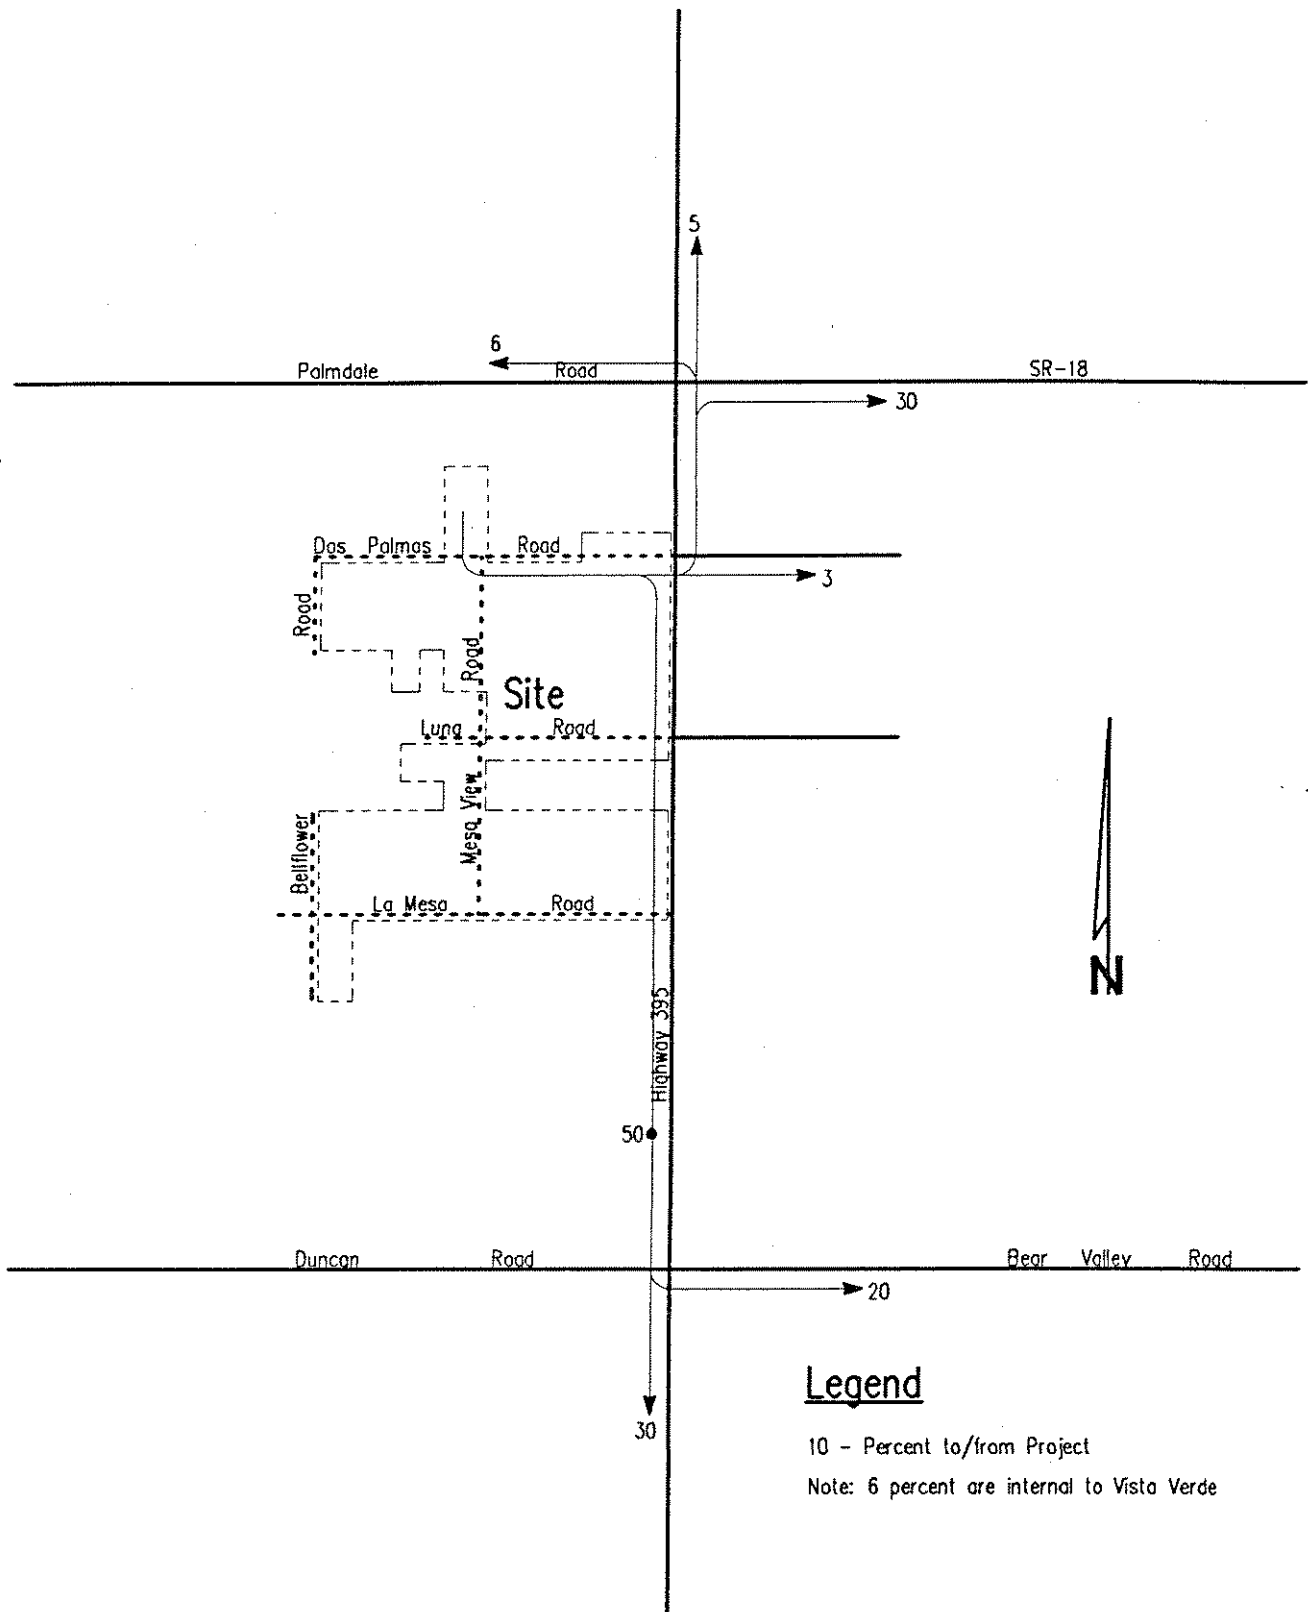 5
6
Palmdale Road SR-18
30
Dos Palmas Road
3
Road
Road
Site
Luna Road
Mesa View
Bellflower
La Mesa Road
N
Highway 395
50
Duncan Road Bear Valley Road
20
Legend
30
10 - Percent to/from Project
Note: 6 percent are internal to Vista Verde